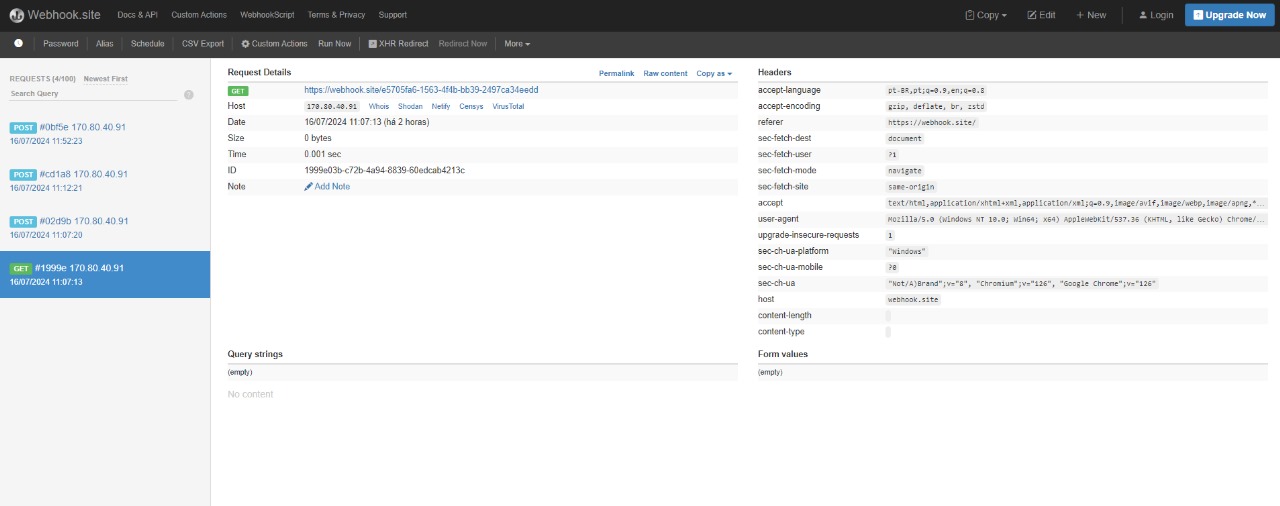 Webhook.site Docs & API Custom Actions WebhookScript Terms & Privacy Support Copy Edit + New Login Upgrade Now
Password Alias Schedule CSV Export Custom Actions Run Now XHR Redirect Redirect Now More
REQUESTS (4/100) Newest First
Search Query ?
POST #0bf5e 170.80.40.91
16/07/2024 11:52:23
POST #cd1a8 170.80.40.91
16/07/2024 11:12:21
POST #02d9b 170.80.40.91
16/07/2024 11:07:20
GET #1999e 170.80.40.91
16/07/2024 11:07:13
Request Details Permalink Raw content Copy as
GET https://webhook.site/e5705fa6-1563-4f4b-bb39-2497ca34eedd
Host 170.80.40.91 Whois Shodan Netify Censys VirusTotal
Date 16/07/2024 11:07:13 (há 2 horas)
Size 0 bytes
Time 0.001 sec
ID 1999e03b-c72b-4a94-8839-60edcab4213c
Note Add Note
Headers
accept-language pt-BR,pt;q=0.9,en;q=0.8
accept-encoding gzip, deflate, br, zstd
referer https://webhook.site/
sec-fetch-dest document
sec-fetch-user ?1
sec-fetch-mode navigate
sec-fetch-site same-origin
accept text/html,application/xhtml+xml,application/xml;q=0.9,image/avif,image/webp,image/apng,*...
user-agent Mozilla/5.0 (Windows NT 10.0; Win64; x64) AppleWebKit/537.36 (KHTML, like Gecko) Chrome/...
upgrade-insecure-requests 1
sec-ch-ua-platform "Windows"
sec-ch-ua-mobile ?0
sec-ch-ua "Not/A)Brand";v="8", "Chromium";v="126", "Google Chrome";v="126"
host webhook.site
content-length
content-type
Query strings
(empty)
No content
Form values
(empty)